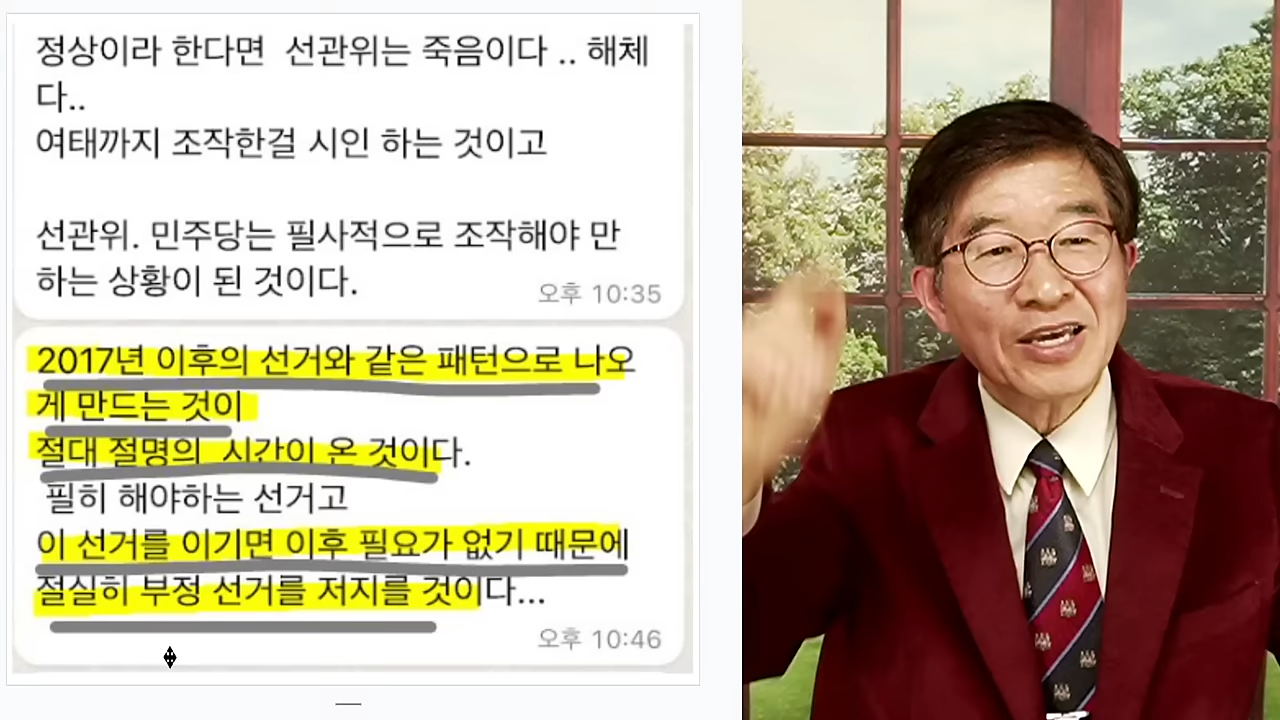 정상이라 한다면  선관위는 죽음이다 .. 해체
다..
여태까지 조작한걸 시인 하는 것이고
선관위. 민주당는 필사적으로 조작해야 만
하는 상황이 된 것이다.
오후 10:35
2017년 이후의 선거와 같은 패턴으로 나오
게 만드는 것이
절대 절명의  시간이 온 것이다.
필히 해야하는 선거고
이 선거를 이기면 이후 필요가 없기 때문에
절실히 부정 선거를 저지를 것이다...
오후 10:46